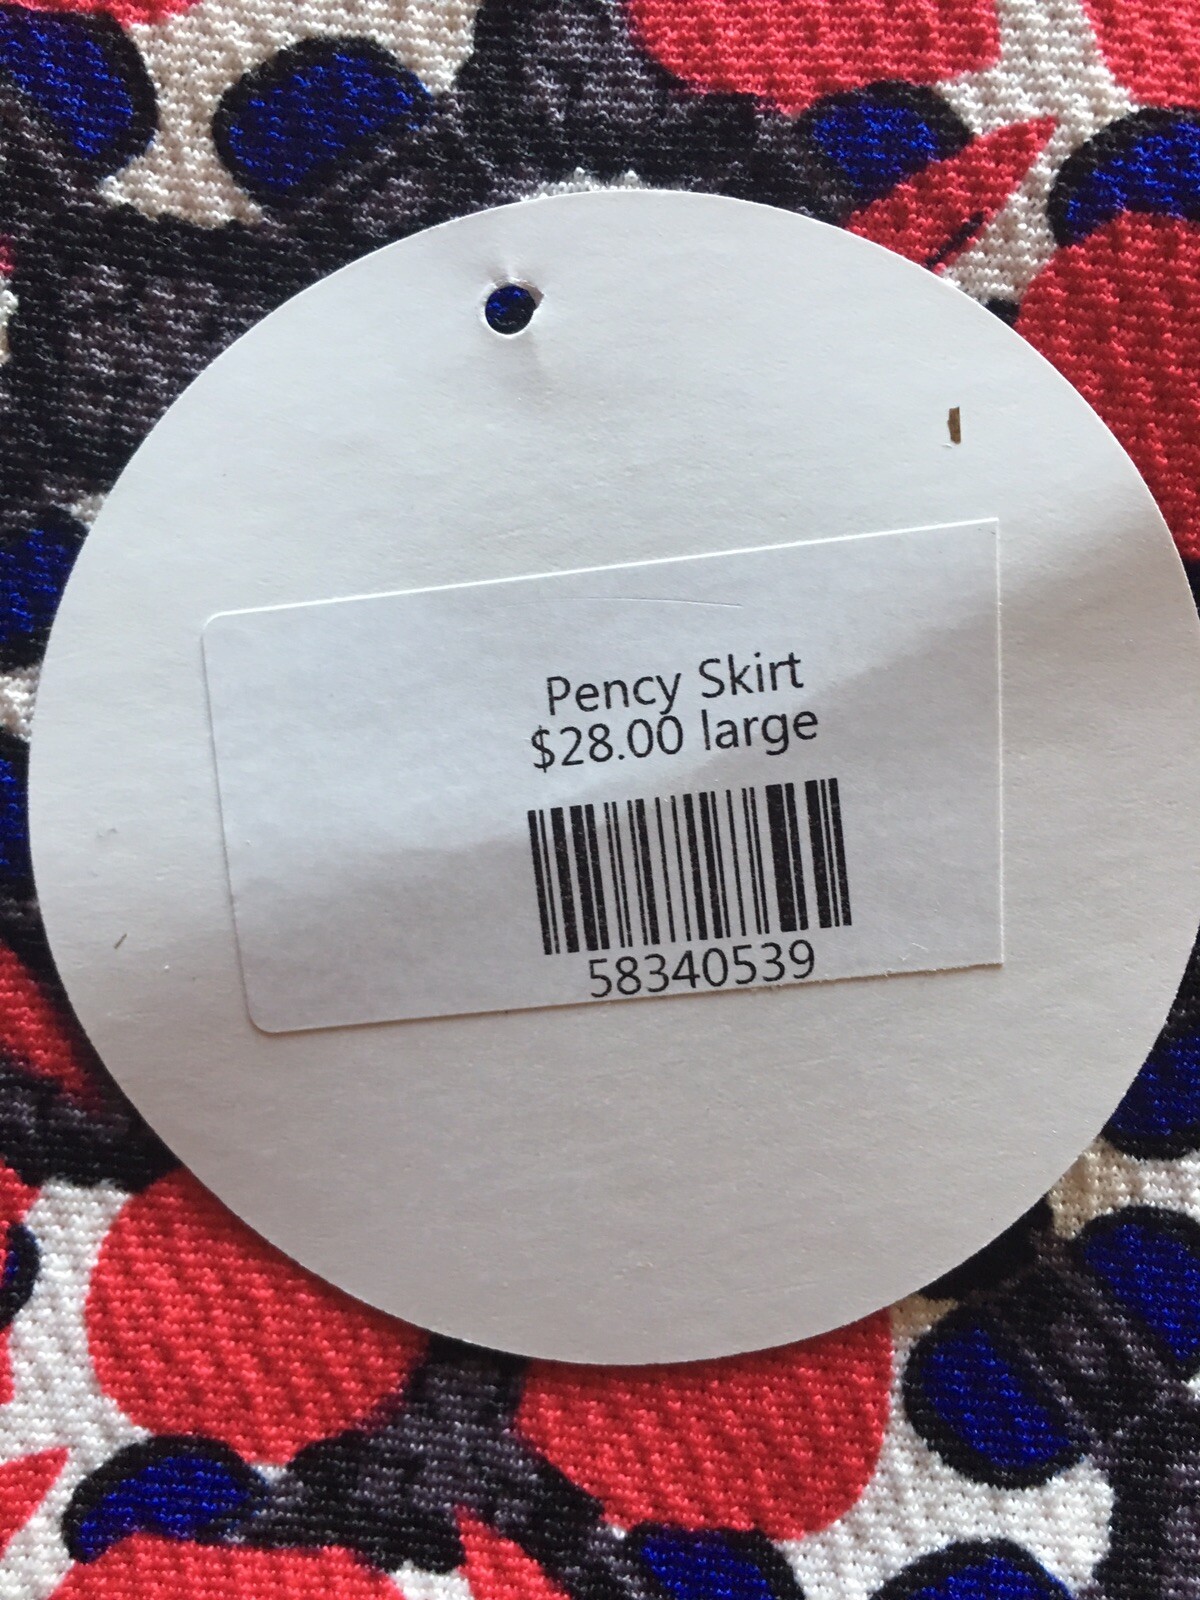 Pency Skirt
$28.00 large
58340539